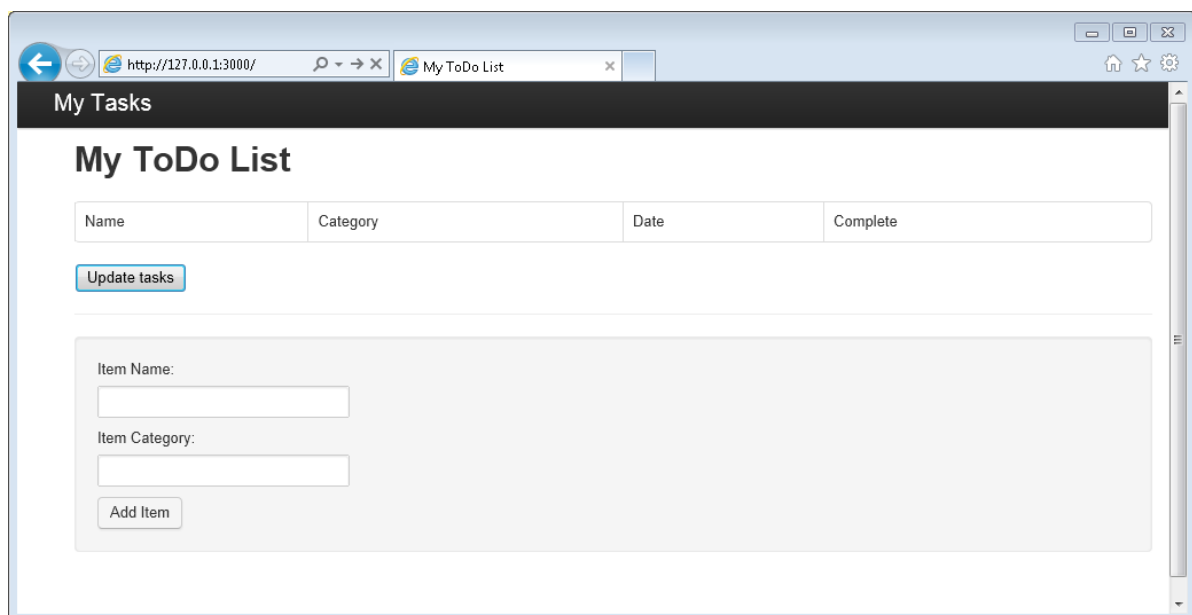 http://127.0.0.1:3000/ My ToDo List
My Tasks
My ToDo List
Name Category Date Complete
Update tasks
Item Name:
Item Category:
Add Item